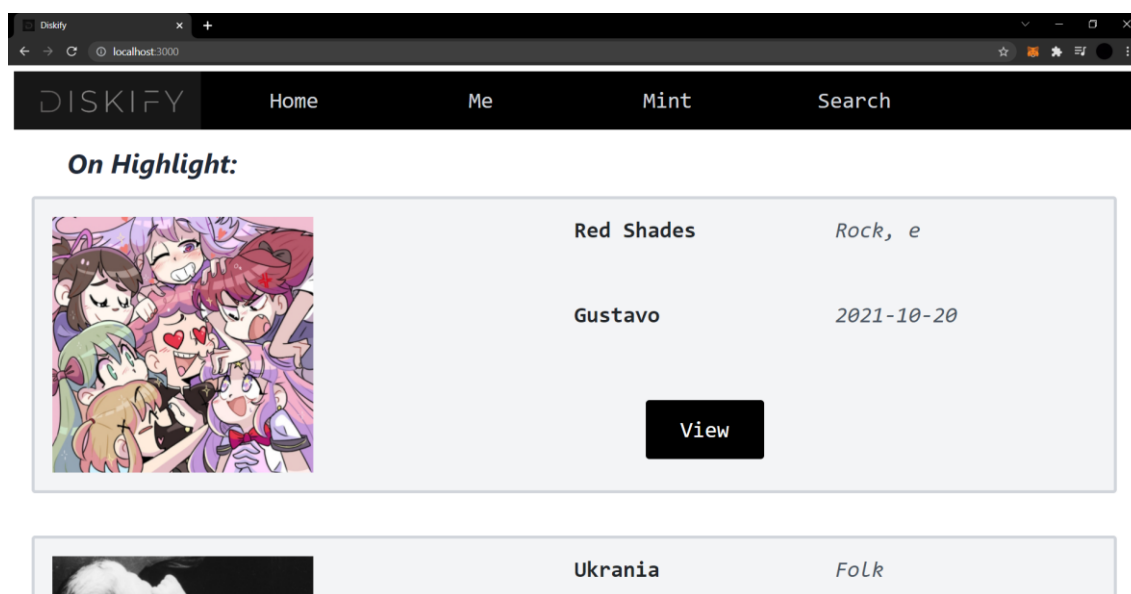 Diskify
localhost:3000
DISKIFY Home Me Mint Search
On Highlight:
Red Shades Rock, e
Gustavo 2021-10-20
View
Ukrania Folk